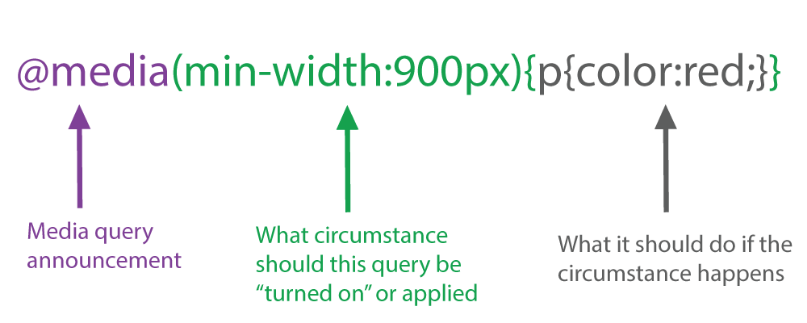 @media(min-width:900px){p{color:red;}}
Media query
announcement
What circumstance
should this query be
“turned on” or applied
What it should do if the
circumstance happens